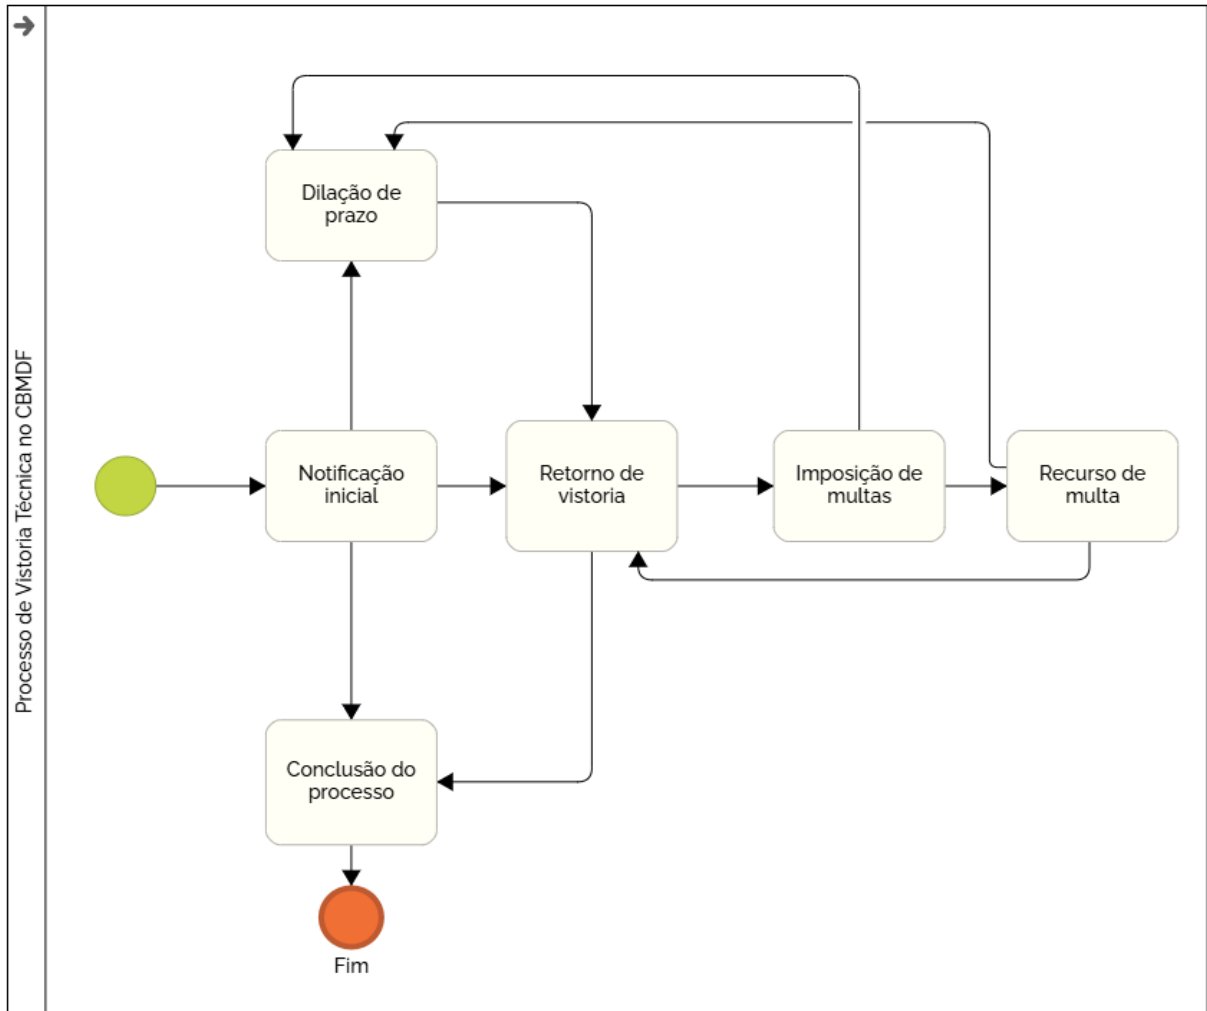 Processo de Vistoria Técnica no CBMDF
Dilação de
prazo
Notificação
inicial
Retorno de
vistoria
Imposição de
multas
Recurso de
multa
Conclusão do
processo
Fim